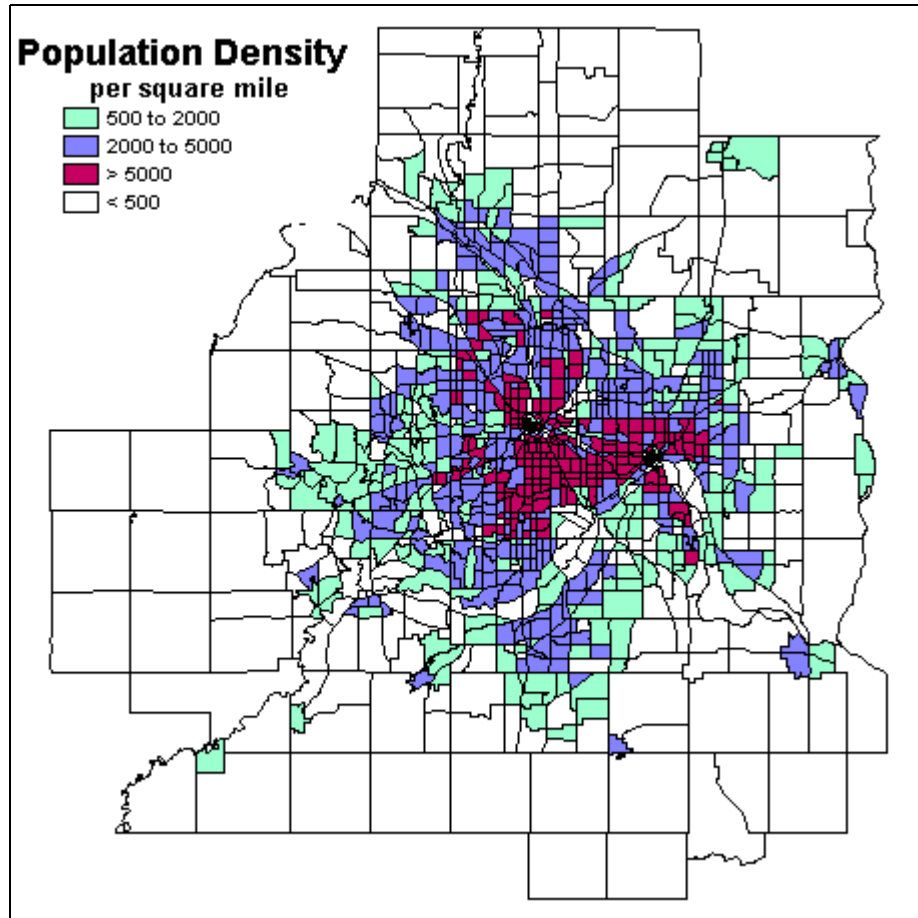 Population Density
per square mile
500 to 2000
2000 to 5000
> 5000
< 500